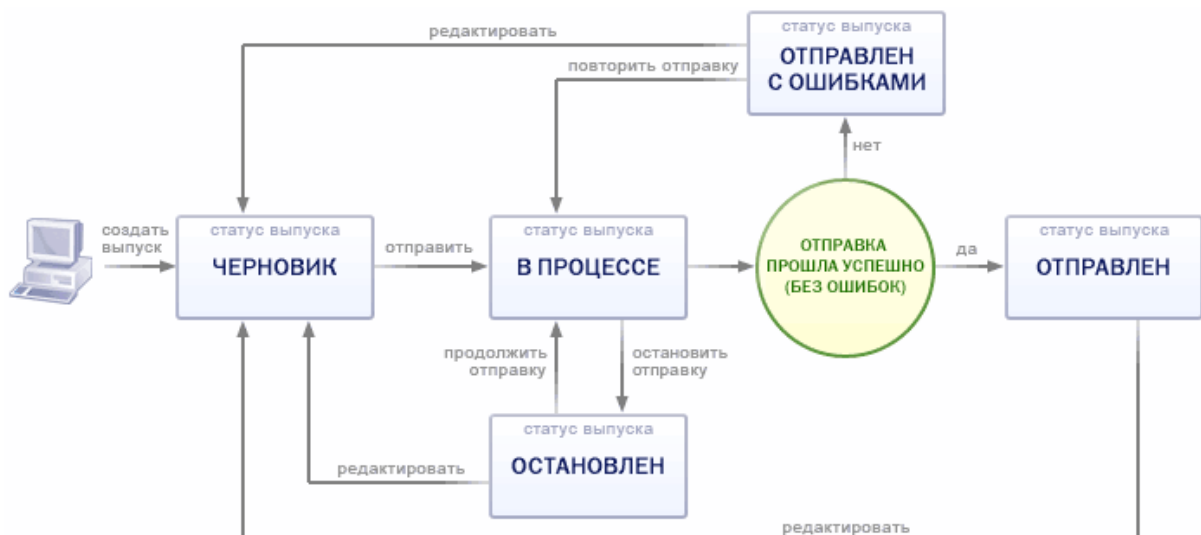 редактировать
статус выпуска
ОТПРАВЛЕН
С ОШИБКАМИ
повторить отправку
нет
создать
выпуск
статус выпуска
ЧЕРНОВИК
отправить
статус выпуска
В ПРОЦЕССЕ
ОТПРАВКА
ПРОШЛА УСПЕШНО
(БЕЗ ОШИБОК)
да
статус выпуска
ОТПРАВЛЕН
продолжить
отправку
остановить
отправку
статус выпуска
ОСТАНОВЛЕН
редактировать
редактировать